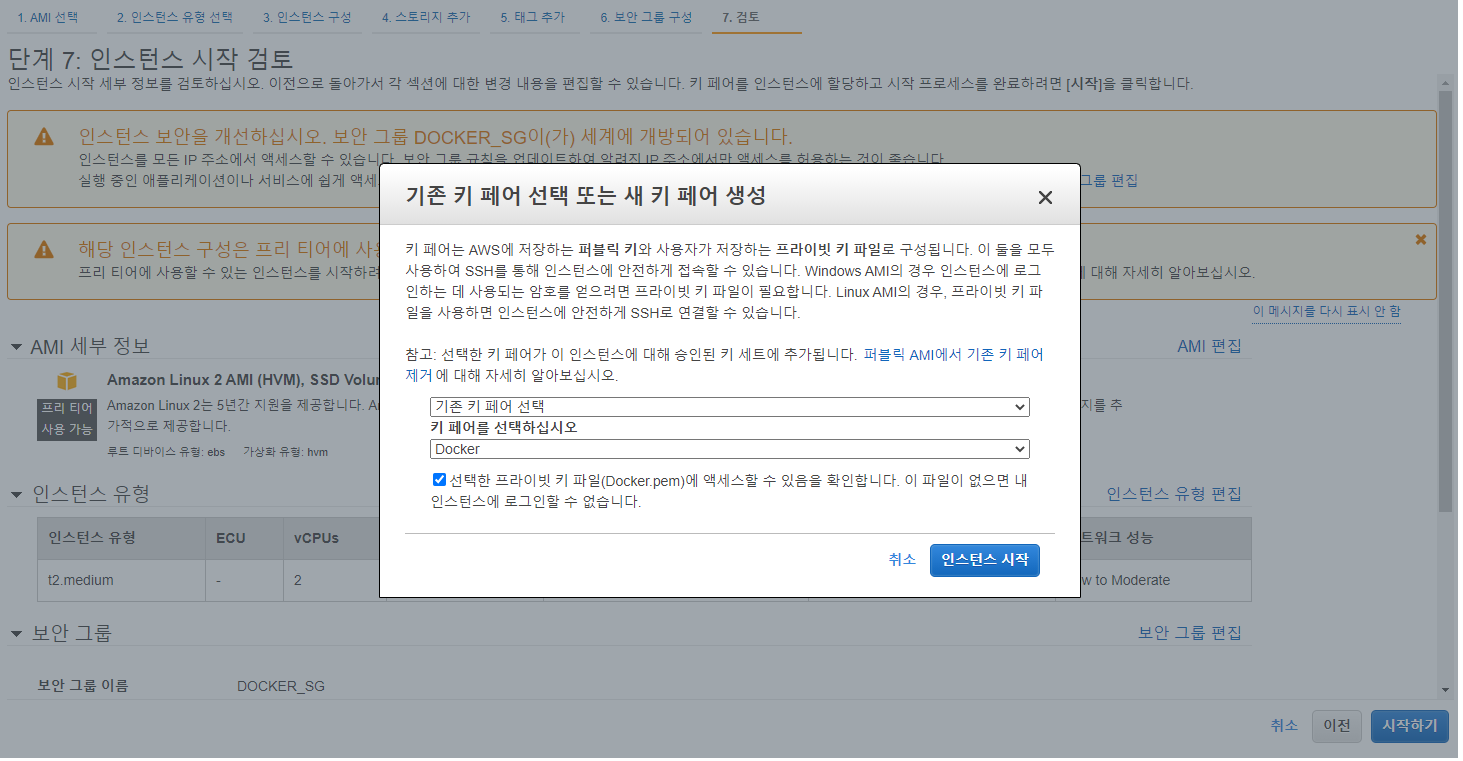 1. AMI 선택
2. 인스턴스 유형 선택
3. 인스턴스 구성
4. 스토리지 추가
5. 태그 추가
6. 보안 그룹 구성
7. 검토
단계 7: 인스턴스 시작 검토
인스턴스 시작 세부 정보를 검토하십시오. 이전으로 돌아가서 각 섹션에 대한 변경 내용을 편집할 수 있습니다. 키 페어를 인스턴스에 할당하고 시작 프로세스를 완료하려면 [시작]을 클릭합니다.
인스턴스 보안을 개선하십시오. 보안 그룹 DOCKER_SG이(가) 세계에 개방되어 있습니다.
인스턴스를 모든 IP 주소에서 액세스할 수 있습니다. 보안 그룹 규칙을 업데이트하여 알려진 IP 주소에서만 액세스를 허용하는 것이 좋습니다.
실행 중인 애플리케이션이나 서비스에 쉽게 액세
그룹 편집
해당 인스턴스 구성은 프리 티어에 사용
프리 티어에 사용할 수 있는 인스턴스를 시작하려
대해 자세히 알아보십시오.
이 메시지를 다시 표시 안 함
AMI 세부 정보
AMI 편집
Amazon Linux 2 AMI (HVM), SSD Volu
프리 티어
사용 가능
Amazon Linux 2는 5년간 지원을 제공합니다.
지를 추
가적으로 제공합니다.
루트 디바이스 유형: ebs
가상화 유형: hvm
인스턴스 유형
인스턴스 유형 편집
인스턴스 유형
ECU
vCPUs
트워크 성능
t2.medium
-
2
w to Moderate
보안 그룹
보안 그룹 편집
보안 그룹 이름
DOCKER_SG
취소
이전
시작하기
기존 키 페어 선택 또는 새 키 페어 생성
키 페어는 AWS에 저장하는 퍼블릭 키와 사용자가 저장하는 프라이빗 키 파일로 구성됩니다. 이 둘을 모두
사용하여 SSH를 통해 인스턴스에 안전하게 접속할 수 있습니다. Windows AMI의 경우 인스턴스에 로그
인하는 데 사용되는 암호를 얻으려면 프라이빗 키 파일이 필요합니다. Linux AMI의 경우, 프라이빗 키 파
일을 사용하면 인스턴스에 안전하게 SSH로 연결할 수 있습니다.
참고: 선택한 키 페어가 이 인스턴스에 대해 승인된 키 세트에 추가됩니다. 퍼블릭 AMI에서 기존 키 페어
제거에 대해 자세히 알아보십시오.
기존 키 페어 선택
키 페어를 선택하십시오
Docker
선택한 프라이빗 키 파일(Docker.pem)에 액세스할 수 있음을 확인합니다. 이 파일이 없으면 내
인스턴스에 로그인할 수 없습니다.
취소
인스턴스 시작